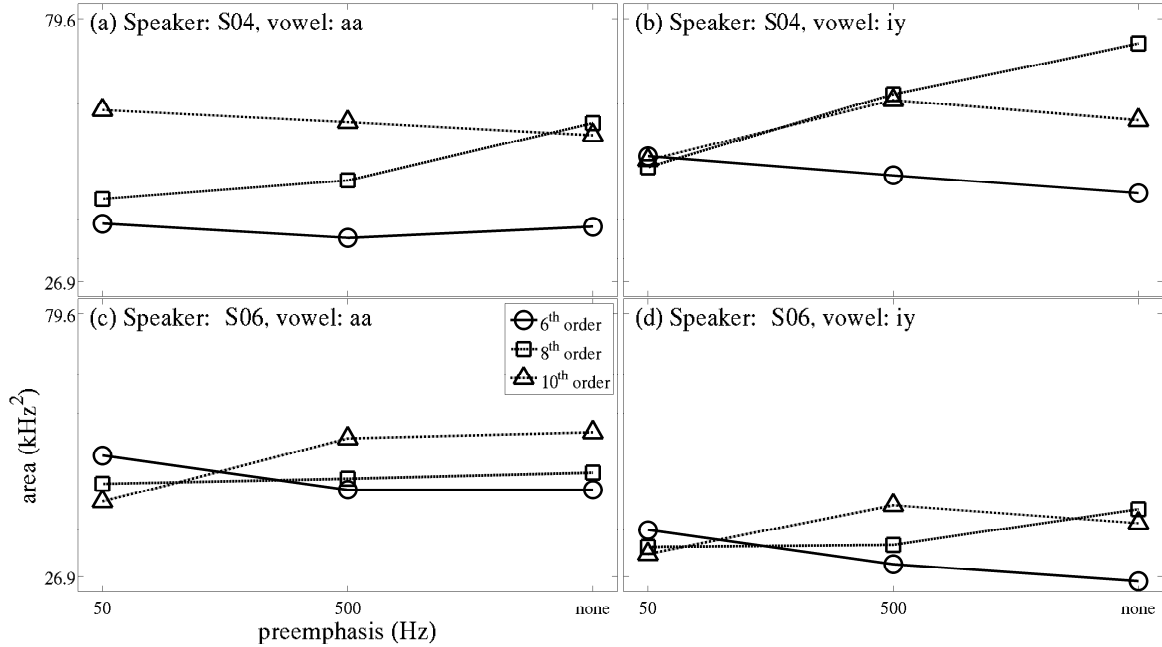 79.6
(a) Speaker: S04, vowel: aa
(b) Speaker: S04, vowel: iy
26.9
79.6
(c) Speaker: S06, vowel: aa
(d) Speaker: S06, vowel: iy
6th order
8th order
10th order
area (kHz2)
26.9
50 500 none 50 500 none
preemphasis (Hz)